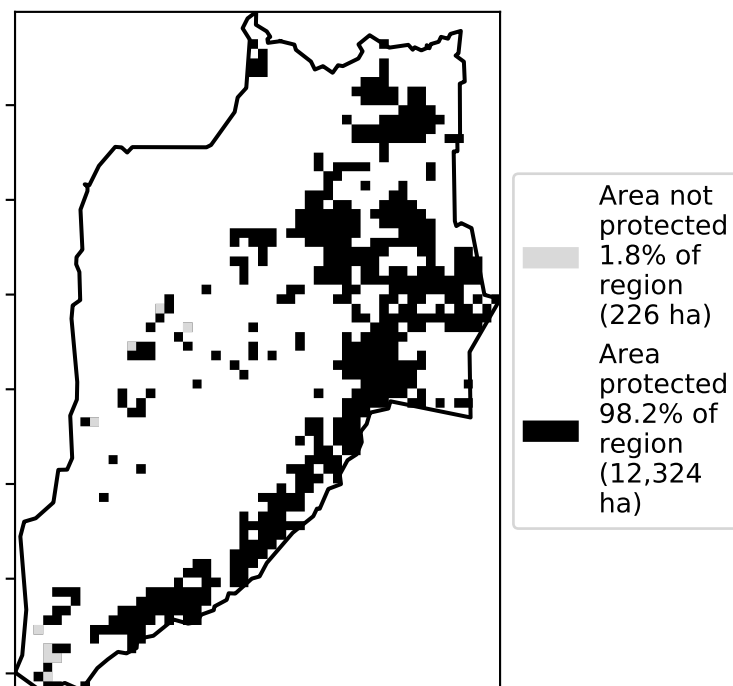 Area not
protected
1.8% of
region
(226 ha)
Area
protected
98.2% of
region
(12,324
ha)